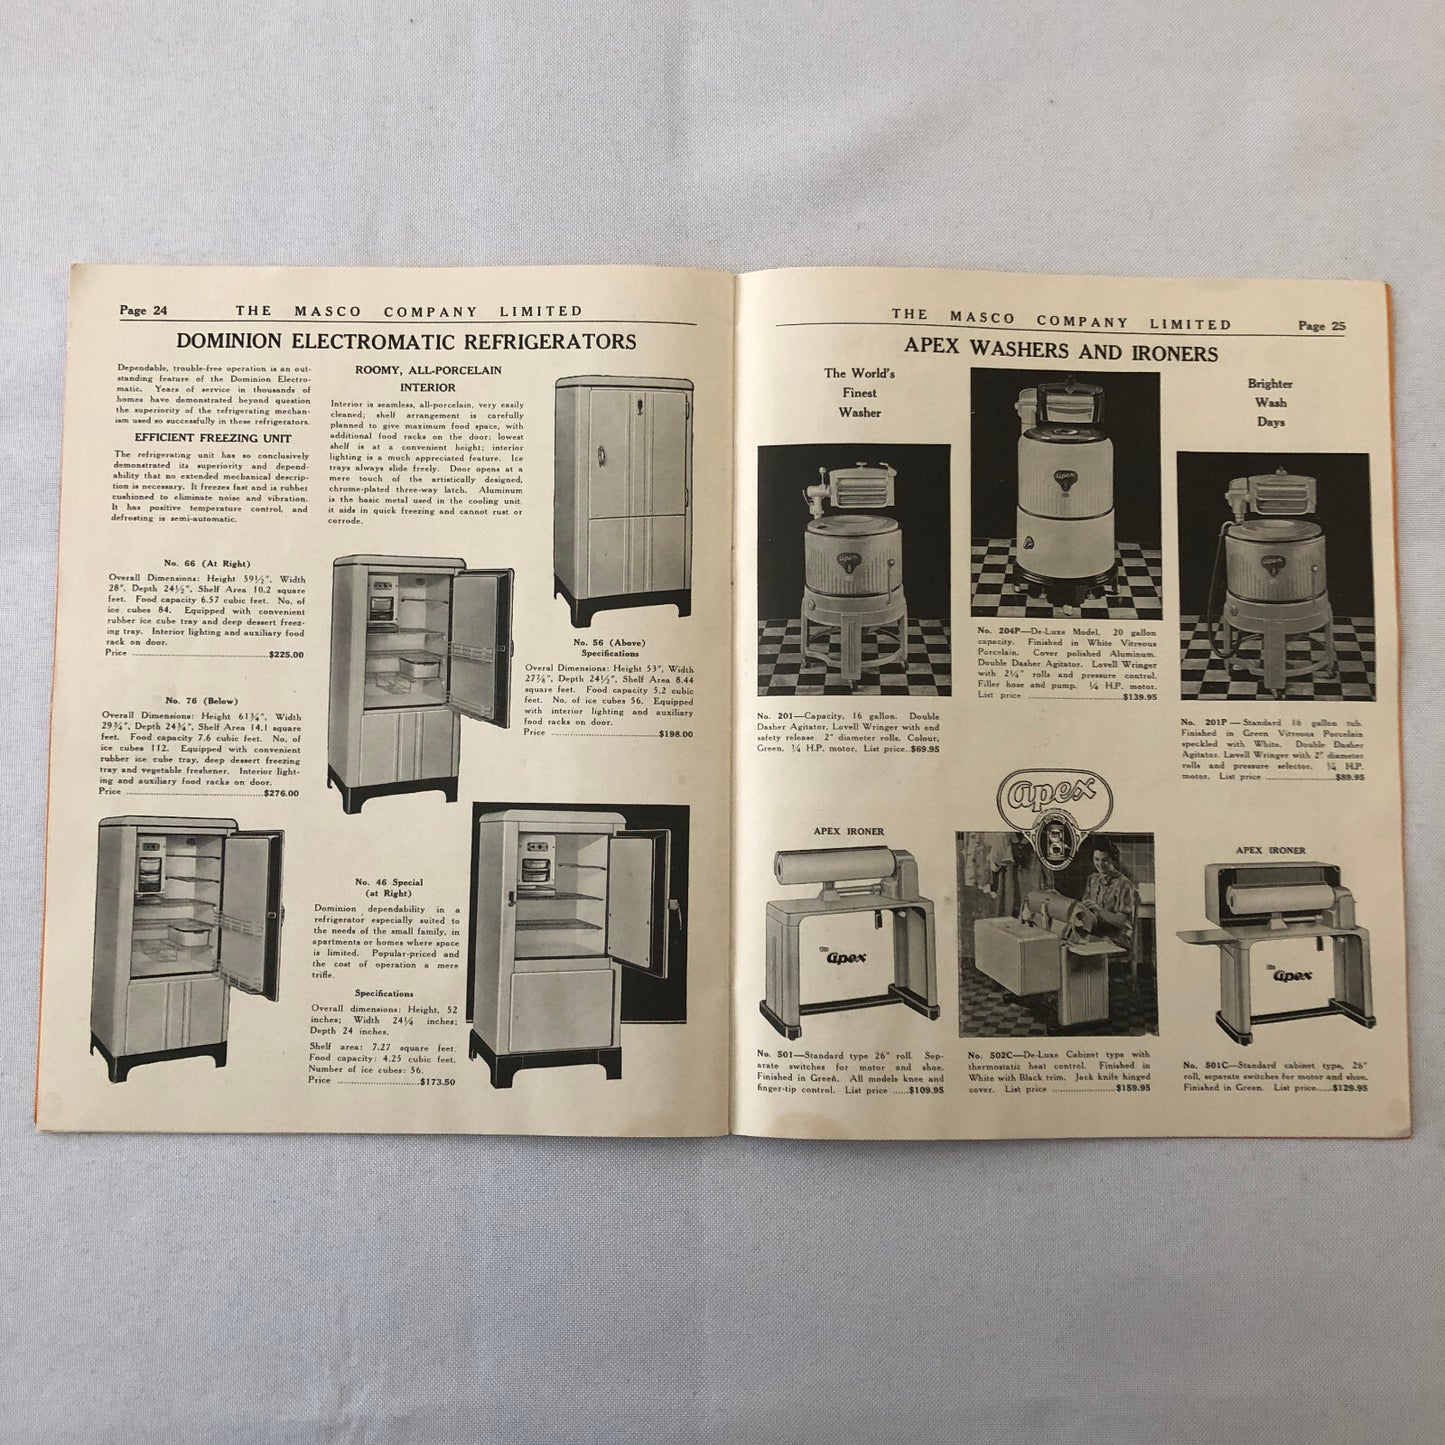 Page 24
THE MASCO COMPANY LIMITED
DOMINION ELECTROMATIC REFRIGERATORS
Dependable, trouble-free operation is an out-
standing feature of the Dominion Electro-
matic. Years of service in thousands of
homes have demonstrated beyond question
the superiority of the refrigerating mechan-
ism used so successfully in these refrigerators.
EFFICIENT FREEZING UNIT
The refrigerating unit has so conclusively
demonstrated its superiority and depend-
ability that no extended mechanical descrip-
tion is necessary. It freezes fast and is rubber
cushioned to eliminate noise and vibration.
It has positive temperature control, and
defrosting is semi-automatic.
ROOMY, ALL-PORCELAIN
INTERIOR
Interior is seamless, all-porcelain, very easily
cleaned; shelf arrangement is carefully
planned to give maximum food space, with
additional food racks on the door; lowest
shelf is at a convenient height; interior
lighting is a much appreciated feature. Ice
trays always slide freely. Door opens at a
mere touch of the artistically designed,
chrome-plated three-way latch. Aluminum
is the basic metal used in the cooling unit,
it aids in quick freezing and cannot rust or
corrode.
No. 66 (At Right)
Overall Dimensions: Height 59½", Width
28", Depth 24½", Shelf Area 10.2 square
feet. Food capacity 6.57 cubic feet. No. of
ice cubes 84. Equipped with convenient
rubber ice cube tray and deep dessert freez-
ing tray. Interior lighting and auxiliary food
rack on door.
Price ........................................$225.00
No. 56 (Above)
Specifications
Overal Dimensions: Height 53", Width
27⅞", Depth 24½", Shelf Area 8.44
square feet. Food capacity 5.2 cubic
feet. No. of ice cubes 56. Equipped
with interior lighting and auxiliary
food racks on door.
Price ................................$198.00
No. 76 (Below)
Overall Dimensions: Height 61¾", Width
29¾", Depth 24¾", Shelf Area 14.1 square
feet. Food capacity 7.6 cubic feet. No. of
ice cubes 112. Equipped with convenient
rubber ice cube tray, deep dessert freezing
tray and vegetable freshener. Interior light-
ing and auxiliary food racks on door.
Price ........................................$276.00
No. 46 Special
(at Right)
Dominion dependability in a
refrigerator especially suited to
the needs of the small family, in
apartments or homes where space
is limited. Popular-priced and
the cost of operation a mere
trifle.
Specifications
Overall dimensions: Height, 52
inches; Width 24¼ inches;
Depth 24 inches.
Shelf area: 7.27 square feet.
Food capacity: 4.25 cubic feet.
Number of ice cubes: 56.
Price ........................$173.50
THE MASCO COMPANY LIMITED
Page 25
APEX WASHERS AND IRONERS
The World's
Finest
Washer
Brighter
Wash
Days
Apex
Apex
Apex
No. 204P—De-Luxe Model. 20 gallon
capacity. Finished in White Vitreous
Porcelain. Cover polished Aluminum.
Double Dasher Agitator. Lovell Wringer
with 2¼" rolls and pressure control.
Filler hose and pump. ¼ H.P. motor.
List price ..........................$139.95
No. 201—Capacity, 16 gallon. Double
Dasher Agitator. Lovell Wringer with end
safety release. 2" diameter rolls. Colour,
Green. ¼ H.P. motor. List price..$69.95
No. 201P — Standard 16 gallon tub.
Finished in Green Vitreous Porcelain
speckled with White. Double Dasher
Agitator. Lovell Wringer with 2" diameter
rolls and pressure selector. ¼ H.P.
motor. List price ....................$89.95
apex
APEX IRONER
the
apex
APEX IRONER
the
apex
No. 501—Standard type 26" roll. Sep-
arate switches for motor and shoe.
Finished in Green. All models knee and
finger-tip control. List price .....$109.95
No. 502C—De-Luxe Cabinet type with
thermostatic heat control. Finished in
White with Black trim. Jack knife hinged
cover. List price ....................$159.95
No. 501C—Standard cabinet type, 26"
roll, separate switches for motor and shoe.
Finished in Green. List price.....$129.95